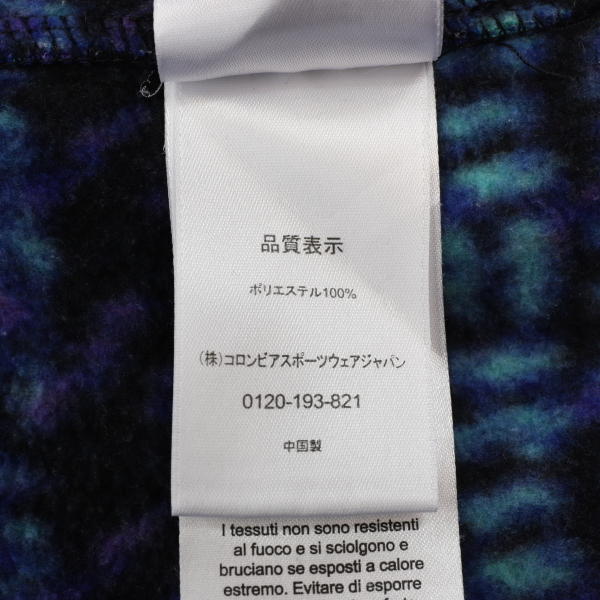 品質表示
ポリエステル100%
(株)コロンビアスポーツウェアジャパン
0120-193-821
中国製
I tessuti non sono resistenti
al fuoco e si sciolgono e
bruciano se esposti a calore
estremo. Evitare di esporre